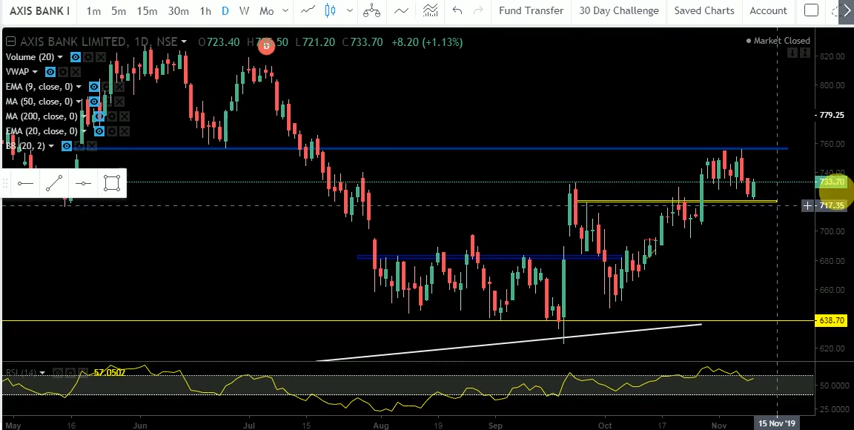 AXIS BANK I 1m 5m 15m 30m 1h D W Mo Fund Transfer 30 Day Challenge Saved Charts Account
AXIS BANK LIMITED, 1D, NSE O723.40 L721.20 C733.70 +8.20 (+1.13%) Market Closed
Volume (20)
VWAP
EMA (9, close, 0)
MA (50, close, 0)
MA (200, close, 0)
EMA (20, close, 0)
BB (20, 2)
820.00
800.00
779.25
760.00
740.00
733.70
717.35
700.00
680.00
660.00
638.70
620.00
RSI (14) 57.0507
50.0000
25.0000
May 16 Jun Jul 16 Aug 19 Sep Oct 17 Nov 15 Nov '19